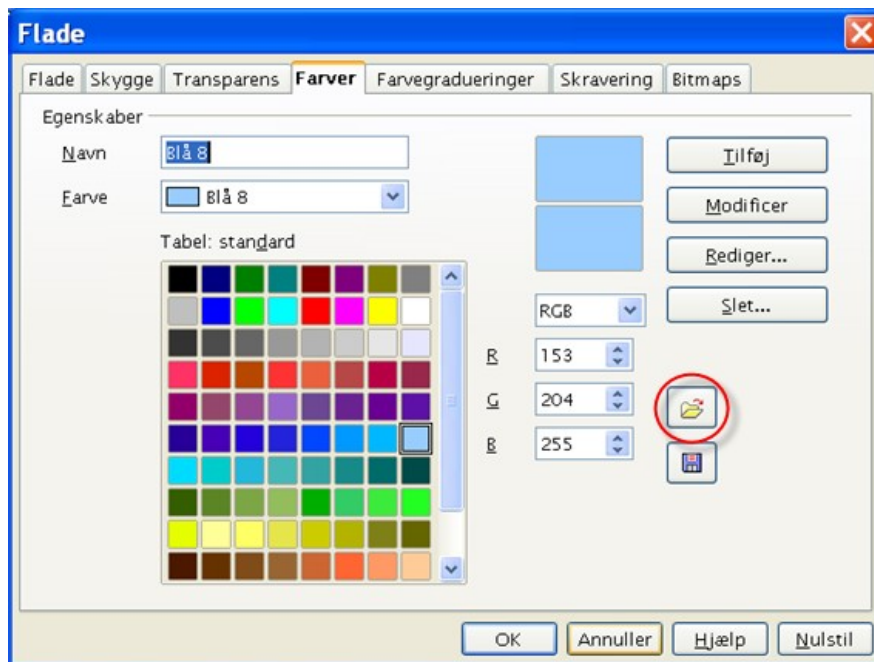 Flade
Flade Skygge Transparens Farver Farvegradueringer Skravering Bitmaps
Egenskaber
Navn Blå 8 Tilføj
Farve Blå 8 Modificer
Tabel: standard Rediger...
RGB Slet...
R 153
G 204
B 255
OK Annuller Hjælp Nulstil